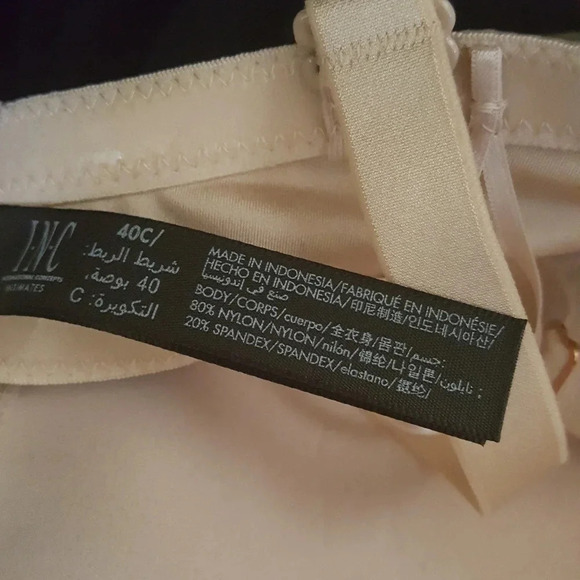 I·N·C
INTERNATIONAL CONCEPTS
INTIMATES
40C/
شريط الربط:
40 بوصة،
التكويرة: C
MADE IN INDONESIA/FABRIQUÉ EN INDONÉSIE/
HECHO EN INDONESIA/印尼制造/인도네시아산/
صنع في اندونيسيا
BODY/CORPS/cuerpo/全衣身/몸판/جسم:
80% NYLON/NYLON/nilón/锦纶/나일론/نايلون:
20% SPANDEX/SPANDEX/elastano/氨纶/